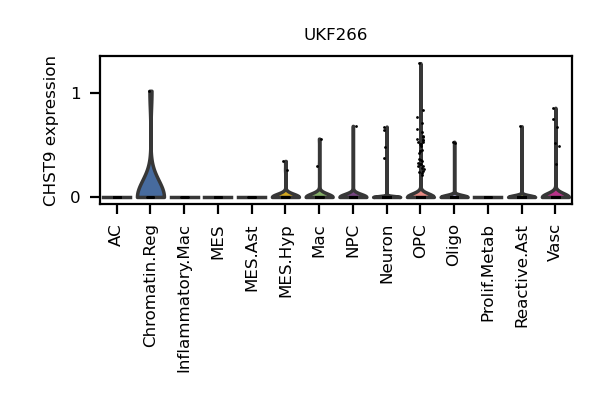 UKF266
CHST9 expression
1
0
AC
Chromatin.Reg
Inflammatory.Mac
MES
MES.Ast
MES.Hyp
Mac
NPC
Neuron
OPC
Oligo
Prolif.Metab
Reactive.Ast
Vasc